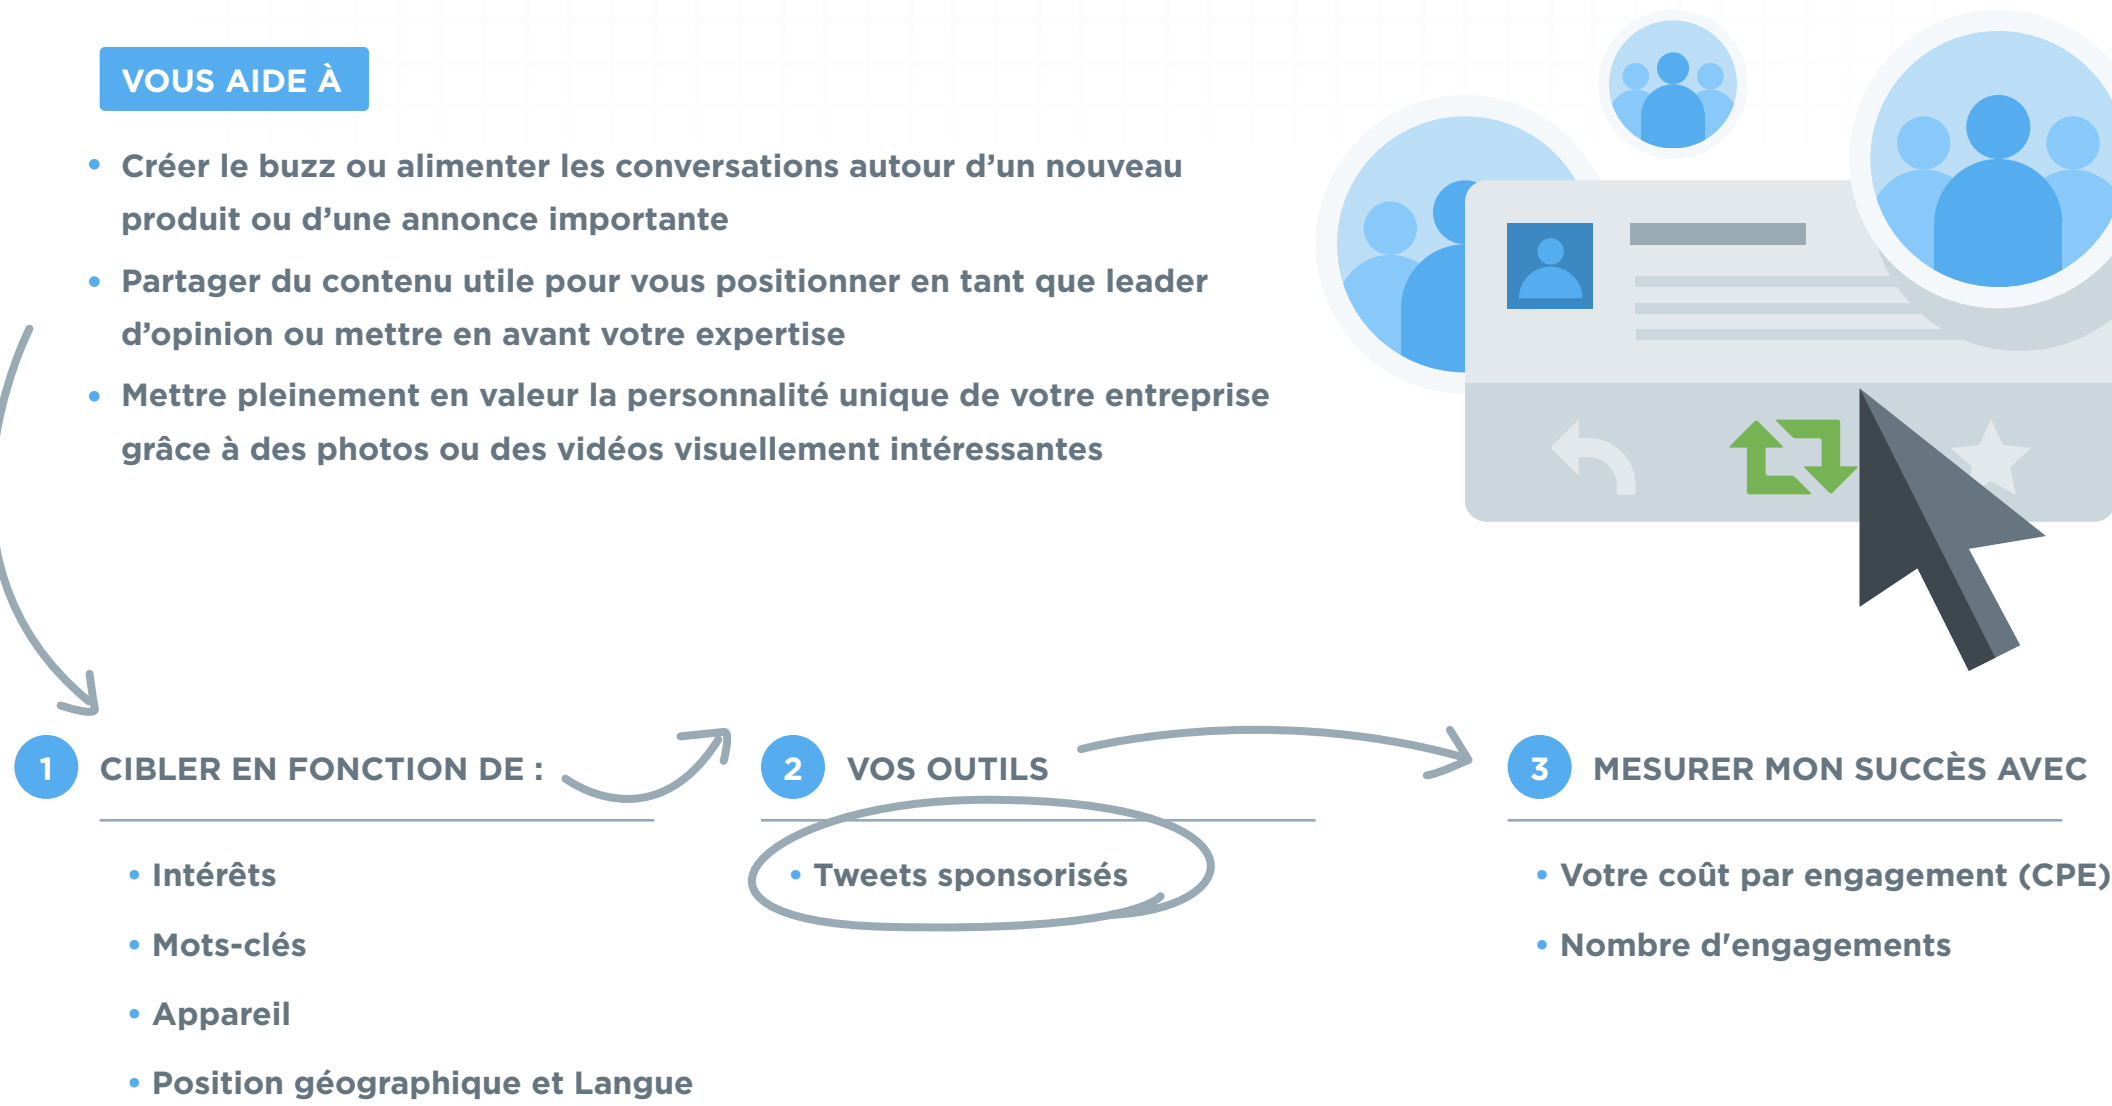 VOUS AIDE À
• Créer le buzz ou alimenter les conversations autour d’un nouveau
produit ou d’une annonce importante
• Partager du contenu utile pour vous positionner en tant que leader
d’opinion ou mettre en avant votre expertise
• Mettre pleinement en valeur la personnalité unique de votre entreprise
grâce à des photos ou des vidéos visuellement intéressantes
1 CIBLER EN FONCTION DE :
• Intérêts
• Mots-clés
• Appareil
• Position géographique et Langue
2 VOS OUTILS
• Tweets sponsorisés
3 MESURER MON SUCCÈS AVEC
• Votre coût par engagement (CPE)
• Nombre d'engagements